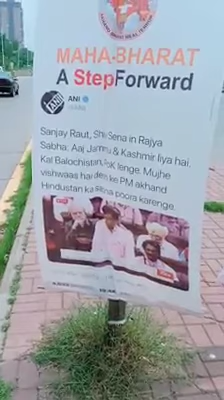 MAHA-BHARAT
A StepForward
ANI
ANI
Sanjay Raut, Shiv Sena in Rajya
Sabha: Aaj Jammu & Kashmir liya hai.
Kal Balochistan, PoK lenge. Mujhe
vishwaas hai desh ke PM akhand
Hindustan ka sapna poora karenge.